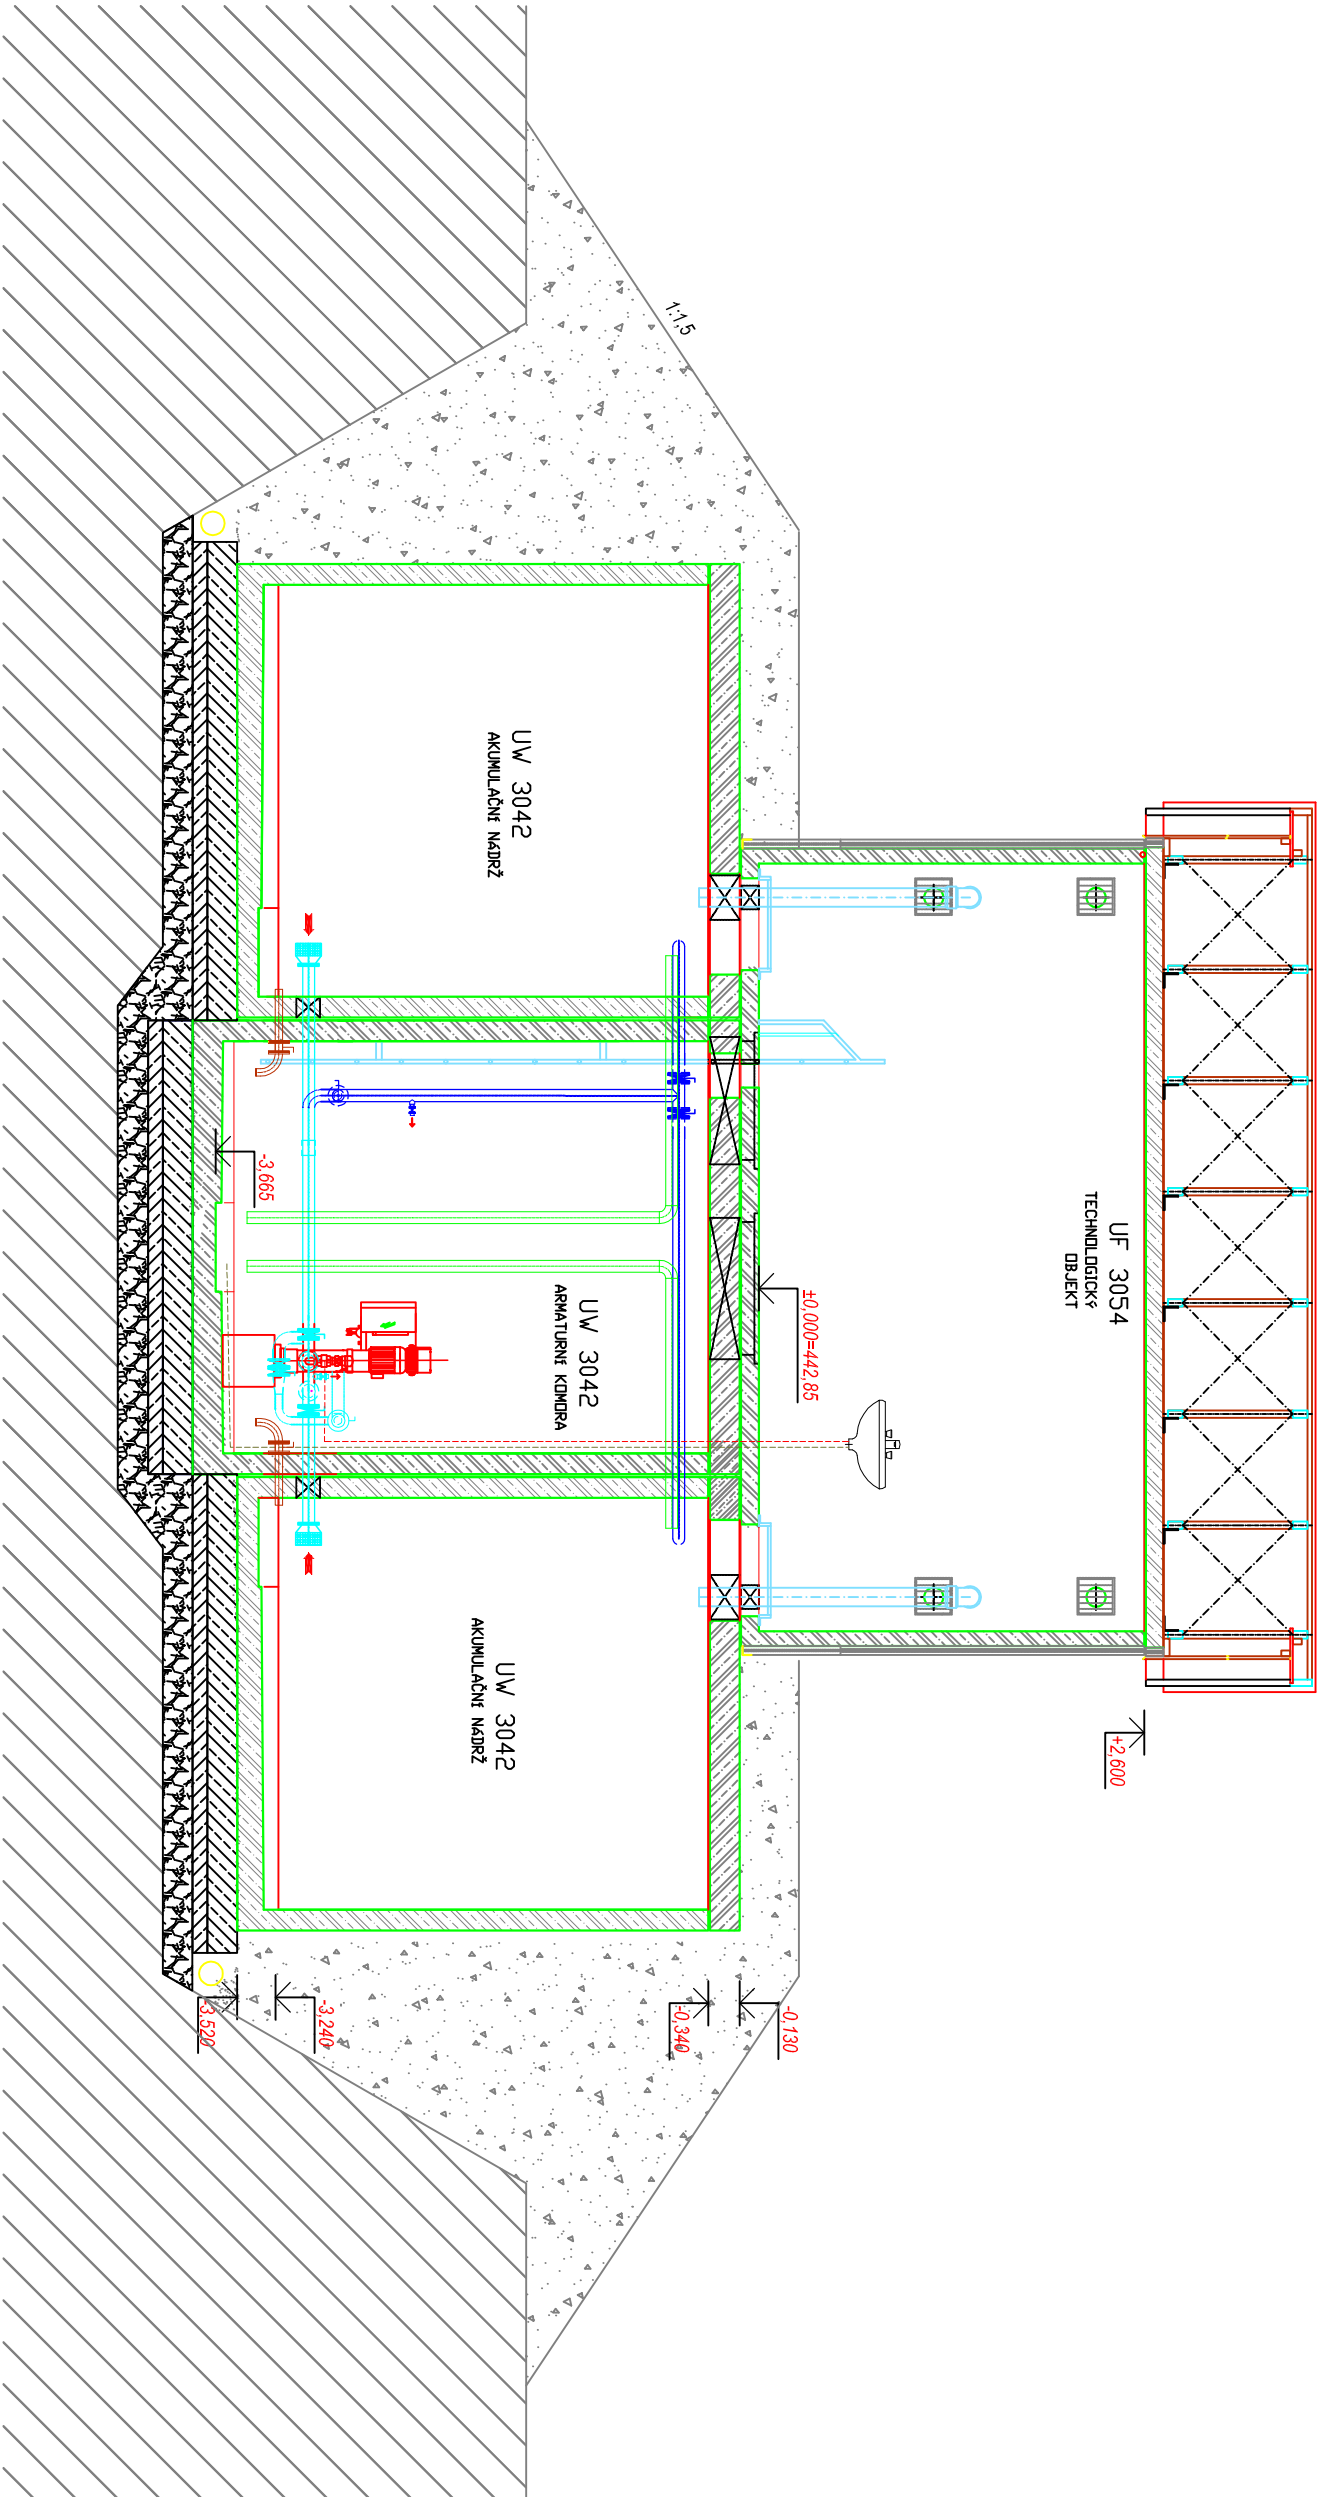 UF 3054
TECHNOLOGICKÝ
OBJEKT
+2,600
±0,000=442,85
1:1,5
-0,130
-0,340
UW 3042
AKUMULAČNÍ NÁDRŽ
UW 3042
ARMATURNÍ KOMORA
UW 3042
AKUMULAČNÍ NÁDRŽ
-3,665
-3,240
-3,520